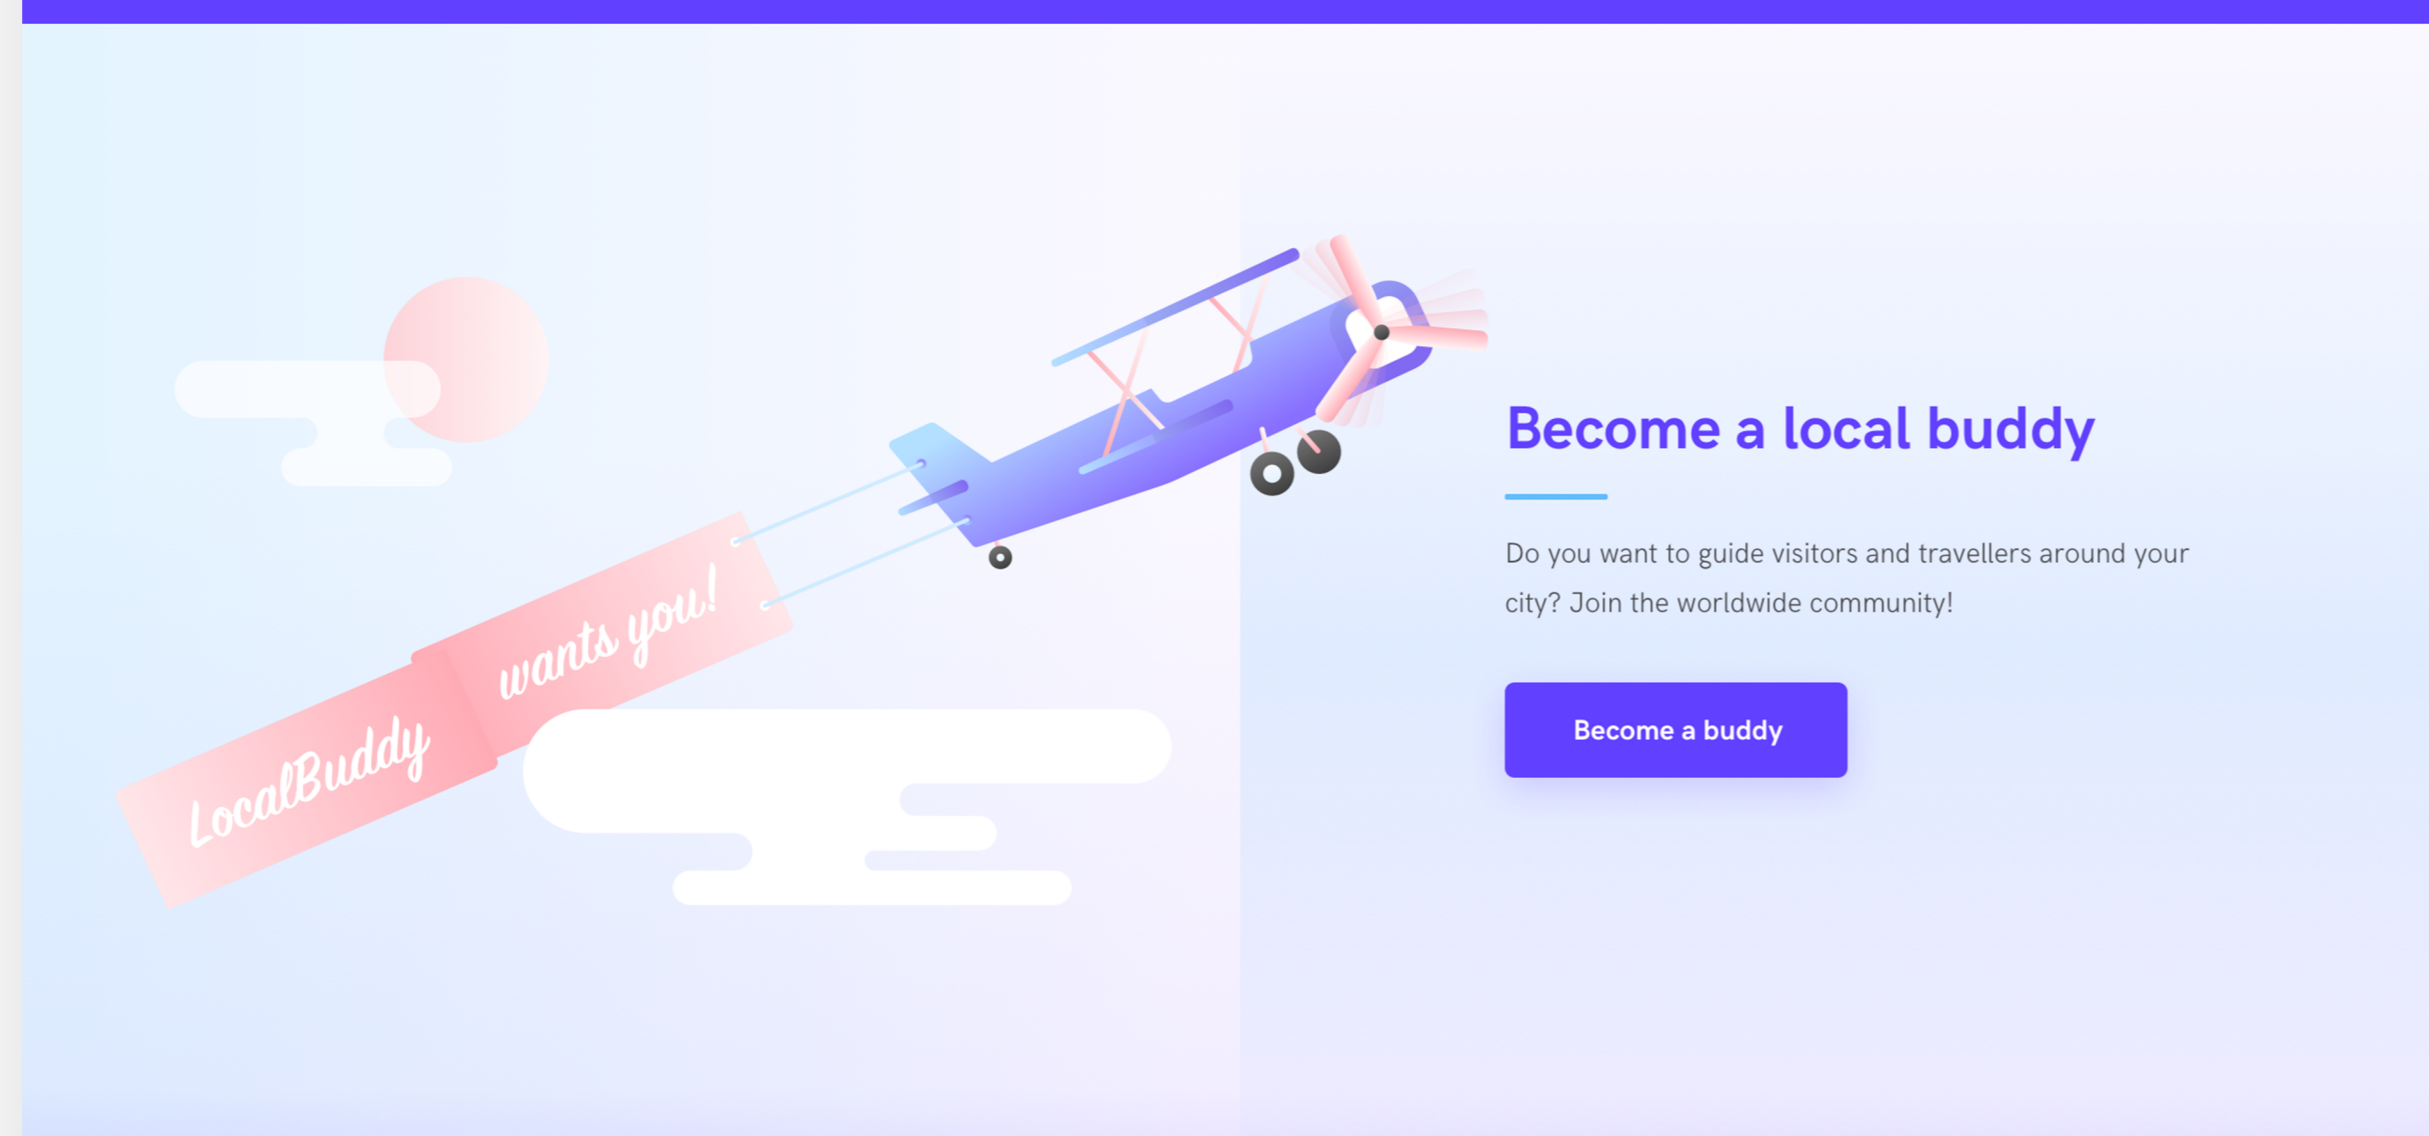 LocalBuddy
wants you!
Become a local buddy
Do you want to guide visitors and travellers around your
city? Join the worldwide community!
Become a buddy